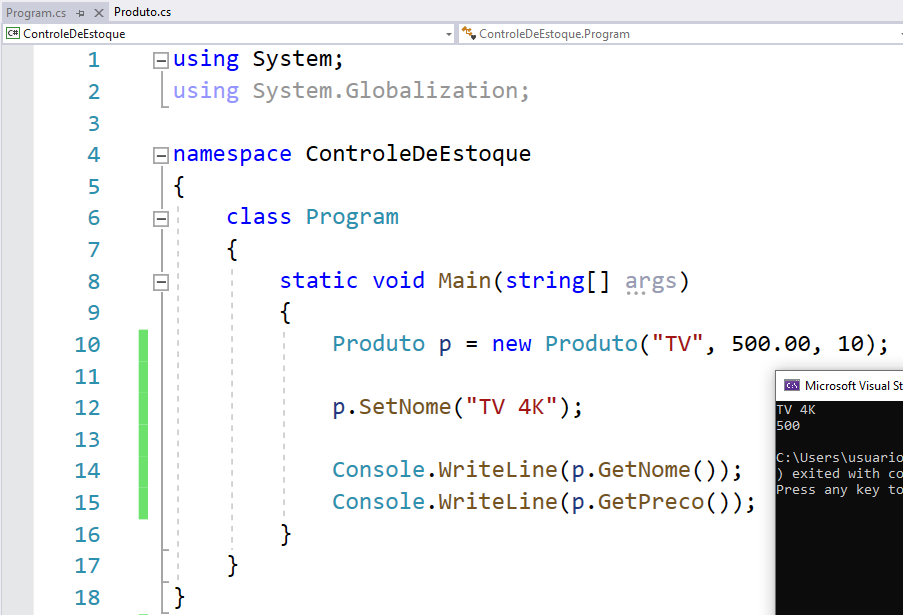 Program.cs Produto.cs
C# ControleDeEstoque ControleDeEstoque.Program
1 using System;
2 using System.Globalization;
3
4 namespace ControleDeEstoque
5 {
6 class Program
7 {
8 static void Main(string[] args)
9 {
10 Produto p = new Produto("TV", 500.00, 10);
11
12 p.SetNome("TV 4K");
13
14 Console.WriteLine(p.GetNome());
15 Console.WriteLine(p.GetPreco());
16 }
17 }
18 }
Microsoft Visual St
TV 4K
500
C:\Users\usuario
) exited with co
Press any key to